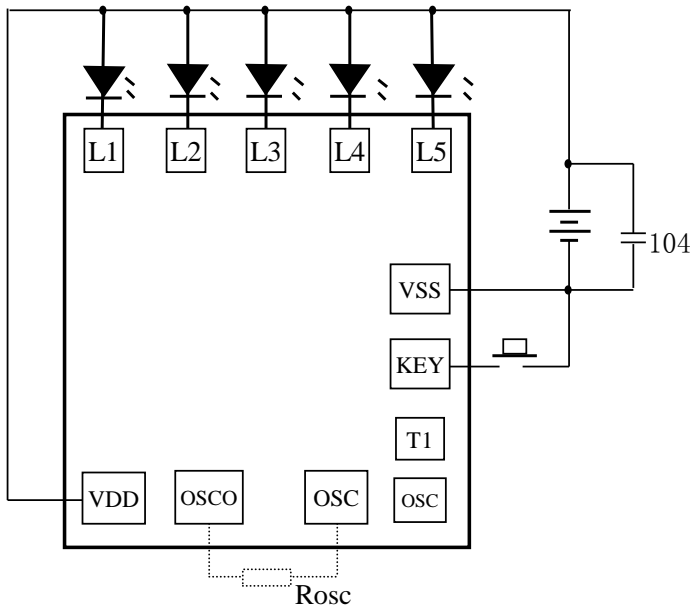 L1 L2 L3 L4 L5
104
VSS
KEY
T1
VDD OSCO OSC OSC
Rosc